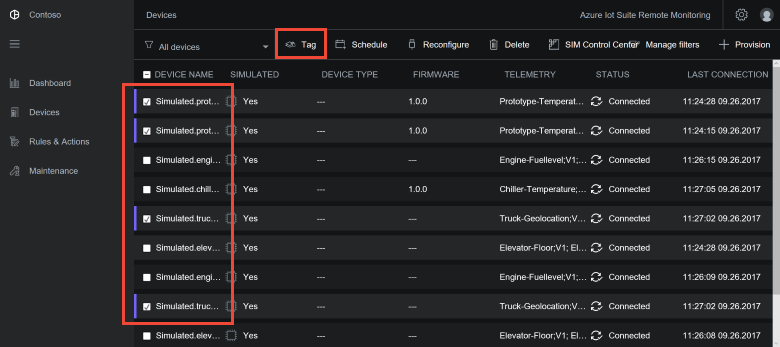 Contoso Devices Azure Iot Suite Remote Monitoring
All devices Tag Schedule Reconfigure Delete SIM Control Center Manage filters Provision
DEVICE NAME SIMULATED DEVICE TYPE FIRMWARE TELEMETRY STATUS LAST CONNECTION
Dashboard
Devices
Rules & Actions
Maintenance
Simulated.prot... Yes --- 1.0.0 Prototype-Temperat... Connected 11:24:28 09.26.2017
Simulated.prot... Yes --- 1.0.0 Prototype-Temperat... Connected 11:24:15 09.26.2017
Simulated.engi... Yes --- --- Engine-Fuellevel;V1;... Connected 11:26:15 09.26.2017
Simulated.chill... Yes --- 1.0.0 Chiller-Temperature;... Connected 11:27:05 09.26.2017
Simulated.truc... Yes --- --- Truck-Geolocation;V... Connected 11:27:02 09.26.2017
Simulated.elev... Yes --- --- Elevator-Floor;V1; El... Connected 11:24:28 09.26.2017
Simulated.engi... Yes --- --- Engine-Fuellevel;V1;... Connected 11:26:09 09.26.2017
Simulated.truc... Yes --- --- Truck-Geolocation;V... Connected 11:27:02 09.26.2017
Simulated.elev... Yes --- --- Elevator-Floor;V1; El... Connected 11:26:08 09.26.2017